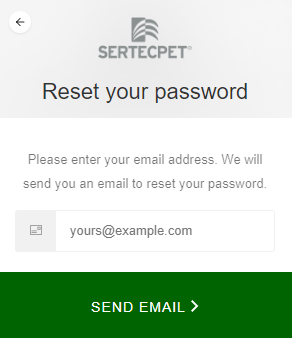 SERTECPET®
Reset your password
Please enter your email address. We will
send you an email to reset your password.
yours@example.com
SEND EMAIL